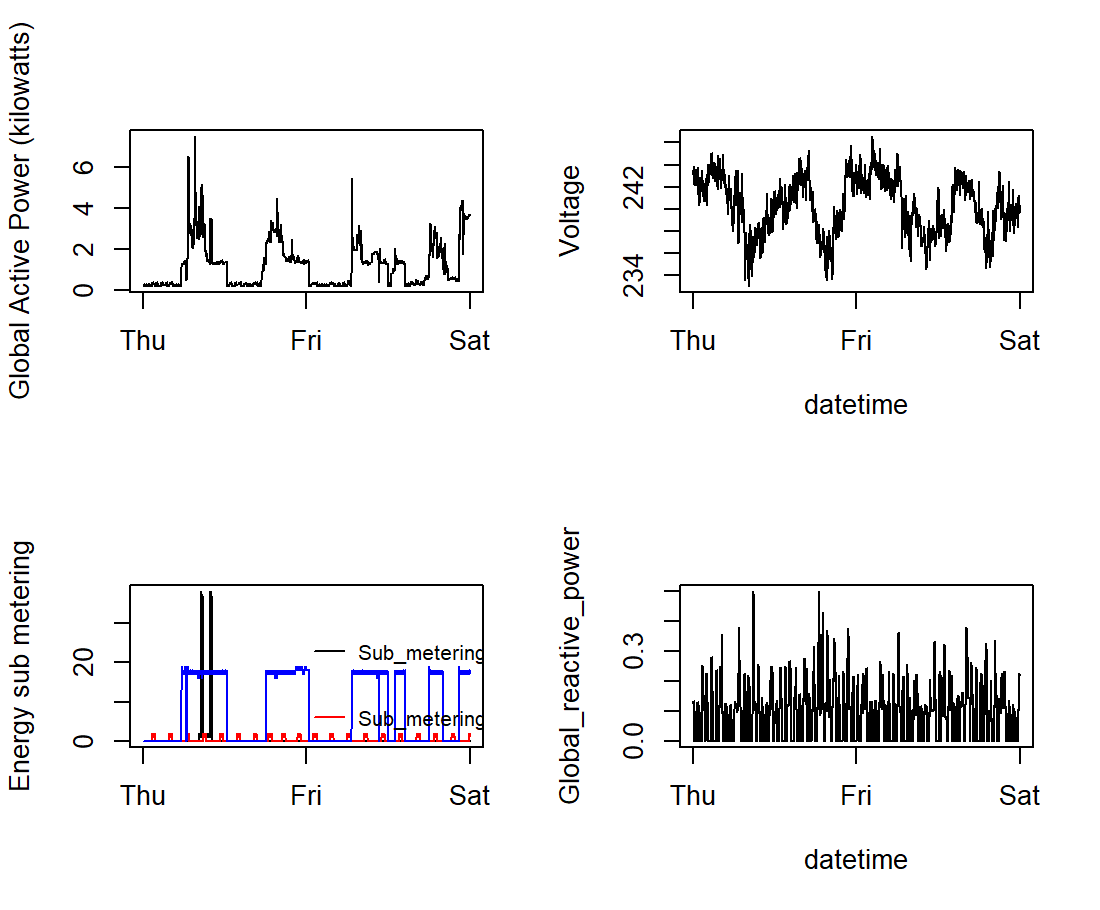 Global Active Power (kilowatts)
6
4
2
0
Thu Fri Sat
Voltage
242
234
Thu Fri Sat
datetime
Energy sub metering
20
0
Sub_metering
Sub_metering
Thu Fri Sat
Global_reactive_power
0.3
0.0
Thu Fri Sat
datetime